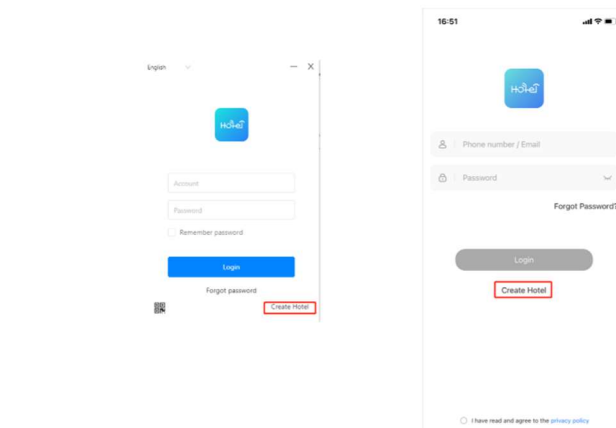 English
Hotel
Account
Password
Remember password
Login
Forgot password
Create Hotel
16:51
Hotel
Phone number / Email
Password
Forgot Password?
Login
Create Hotel
I have read and agree to the privacy policy